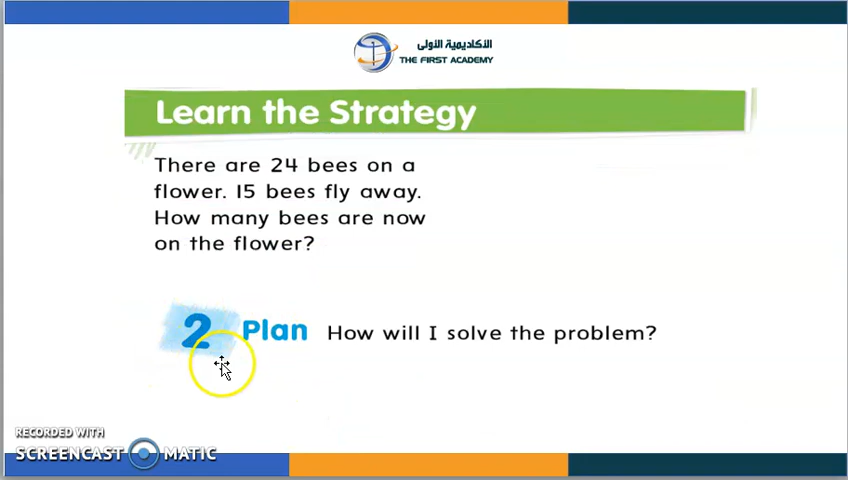 الأكاديمية الأولى
THE FIRST ACADEMY
Learn the Strategy
There are 24 bees on a
flower. 15 bees fly away.
How many bees are now
on the flower?
2 Plan How will I solve the problem?
RECORDED WITH
SCREENCAST MATIC